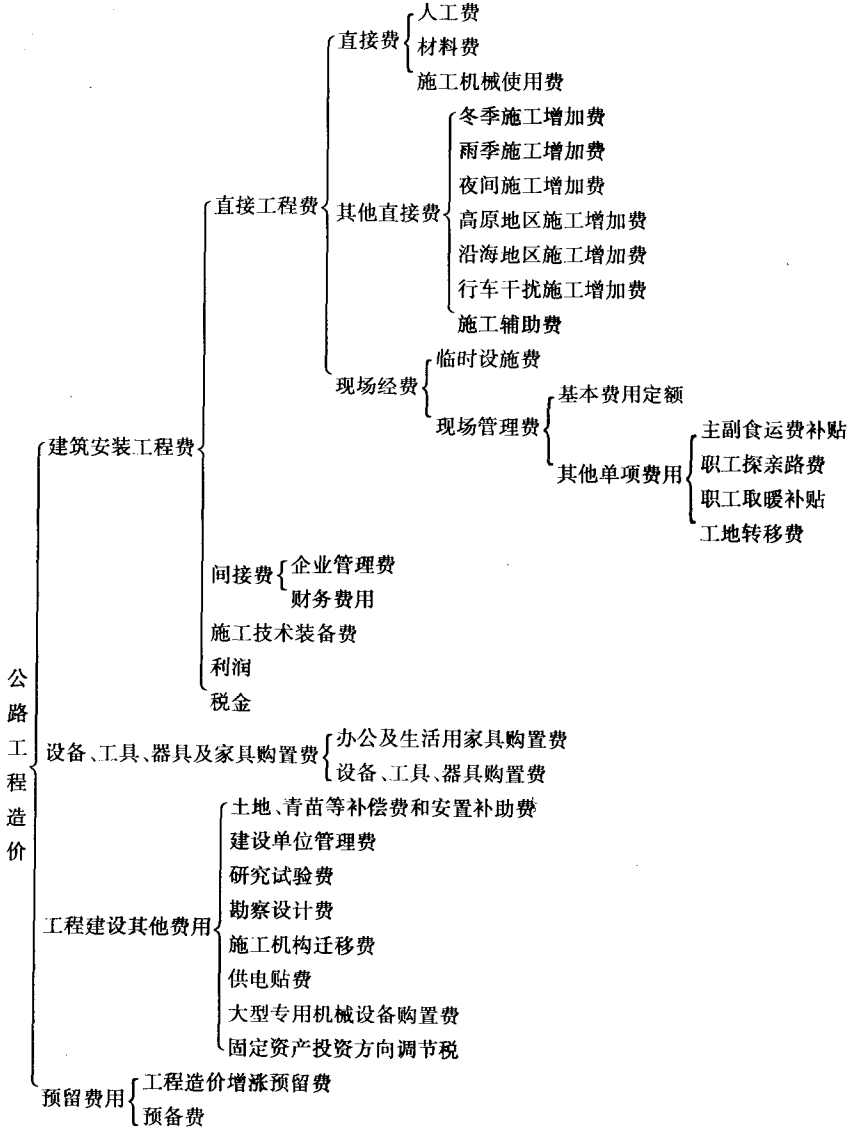 人工费
直接费
材料费
施工机械使用费
冬季施工增加费
雨季施工增加费
夜间施工增加费
直接工程费
其他直接费
高原地区施工增加费
沿海地区施工增加费
行车干扰施工增加费
施工辅助费
临时设施费
现场经费
基本费用定额
现场管理费
主副食运费补贴
建筑安装工程费
职工探亲路费
其他单项费用
职工取暖补贴
工地转移费
企业管理费
间接费
财务费用
施工技术装备费
利润
税金
公路工程造价
办公及生活用家具购置费
设备、工具、器具及家具购置费
设备、工具、器具购置费
土地、青苗等补偿费和安置补助费
建设单位管理费
研究试验费
勘察设计费
工程建设其他费用
施工机构迁移费
供电贴费
大型专用机械设备购置费
固定资产投资方向调节税
工程造价增涨预留费
预留费用
预备费